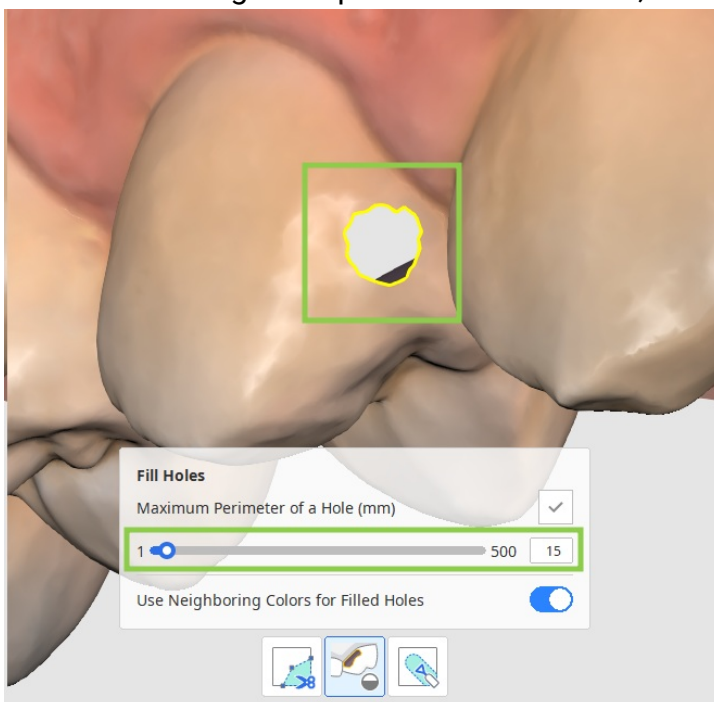 Fill Holes
Maximum Perimeter of a Hole (mm)
1 500 15
Use Neighboring Colors for Filled Holes